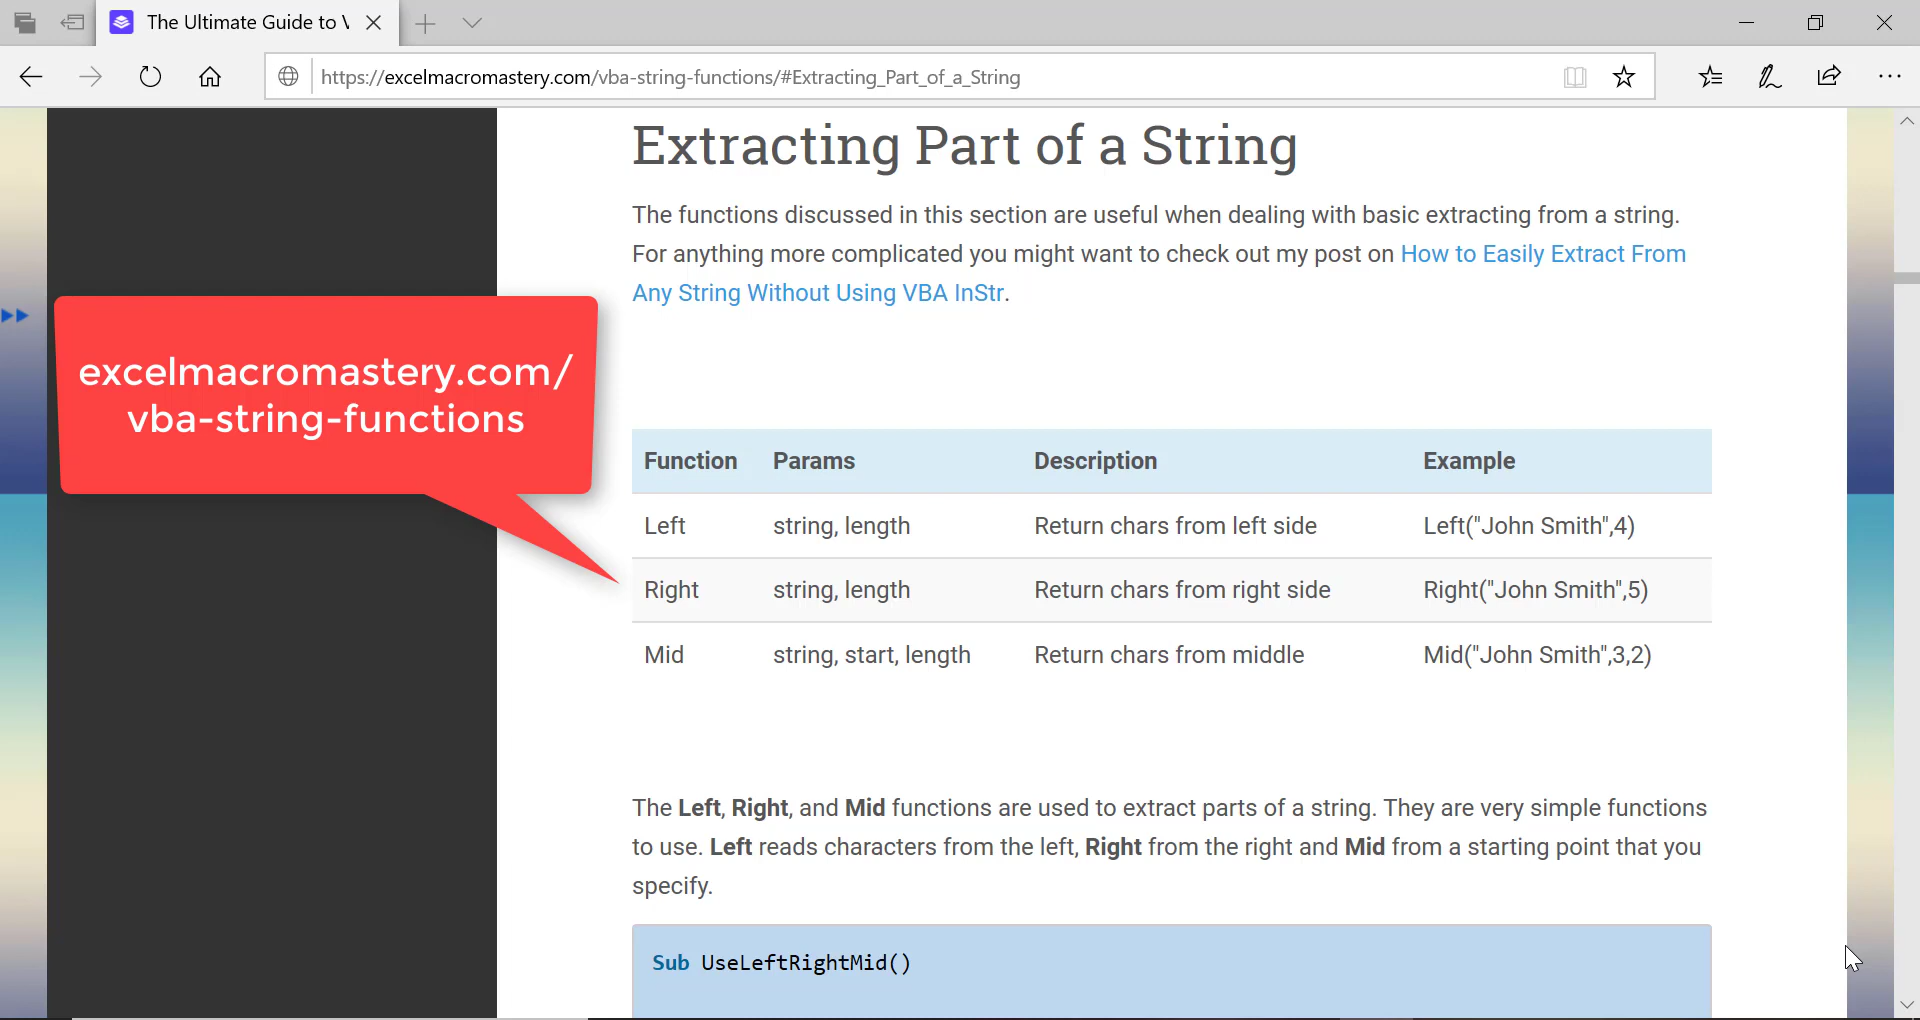 The Ultimate Guide to V
https://excelmacromastery.com/vba-string-functions/#Extracting_Part_of_a_String
Extracting Part of a String
The functions discussed in this section are useful when dealing with basic extracting from a string.
For anything more complicated you might want to check out my post on How to Easily Extract From
Any String Without Using VBA InStr.
excelmacromastery.com/
vba-string-functions
Function Params Description Example
Left string, length Return chars from left side Left("John Smith",4)
Right string, length Return chars from right side Right("John Smith",5)
Mid string, start, length Return chars from middle Mid("John Smith",3,2)
The Left, Right, and Mid functions are used to extract parts of a string. They are very simple functions
to use. Left reads characters from the left, Right from the right and Mid from a starting point that you
specify.
Sub UseLeftRightMid()